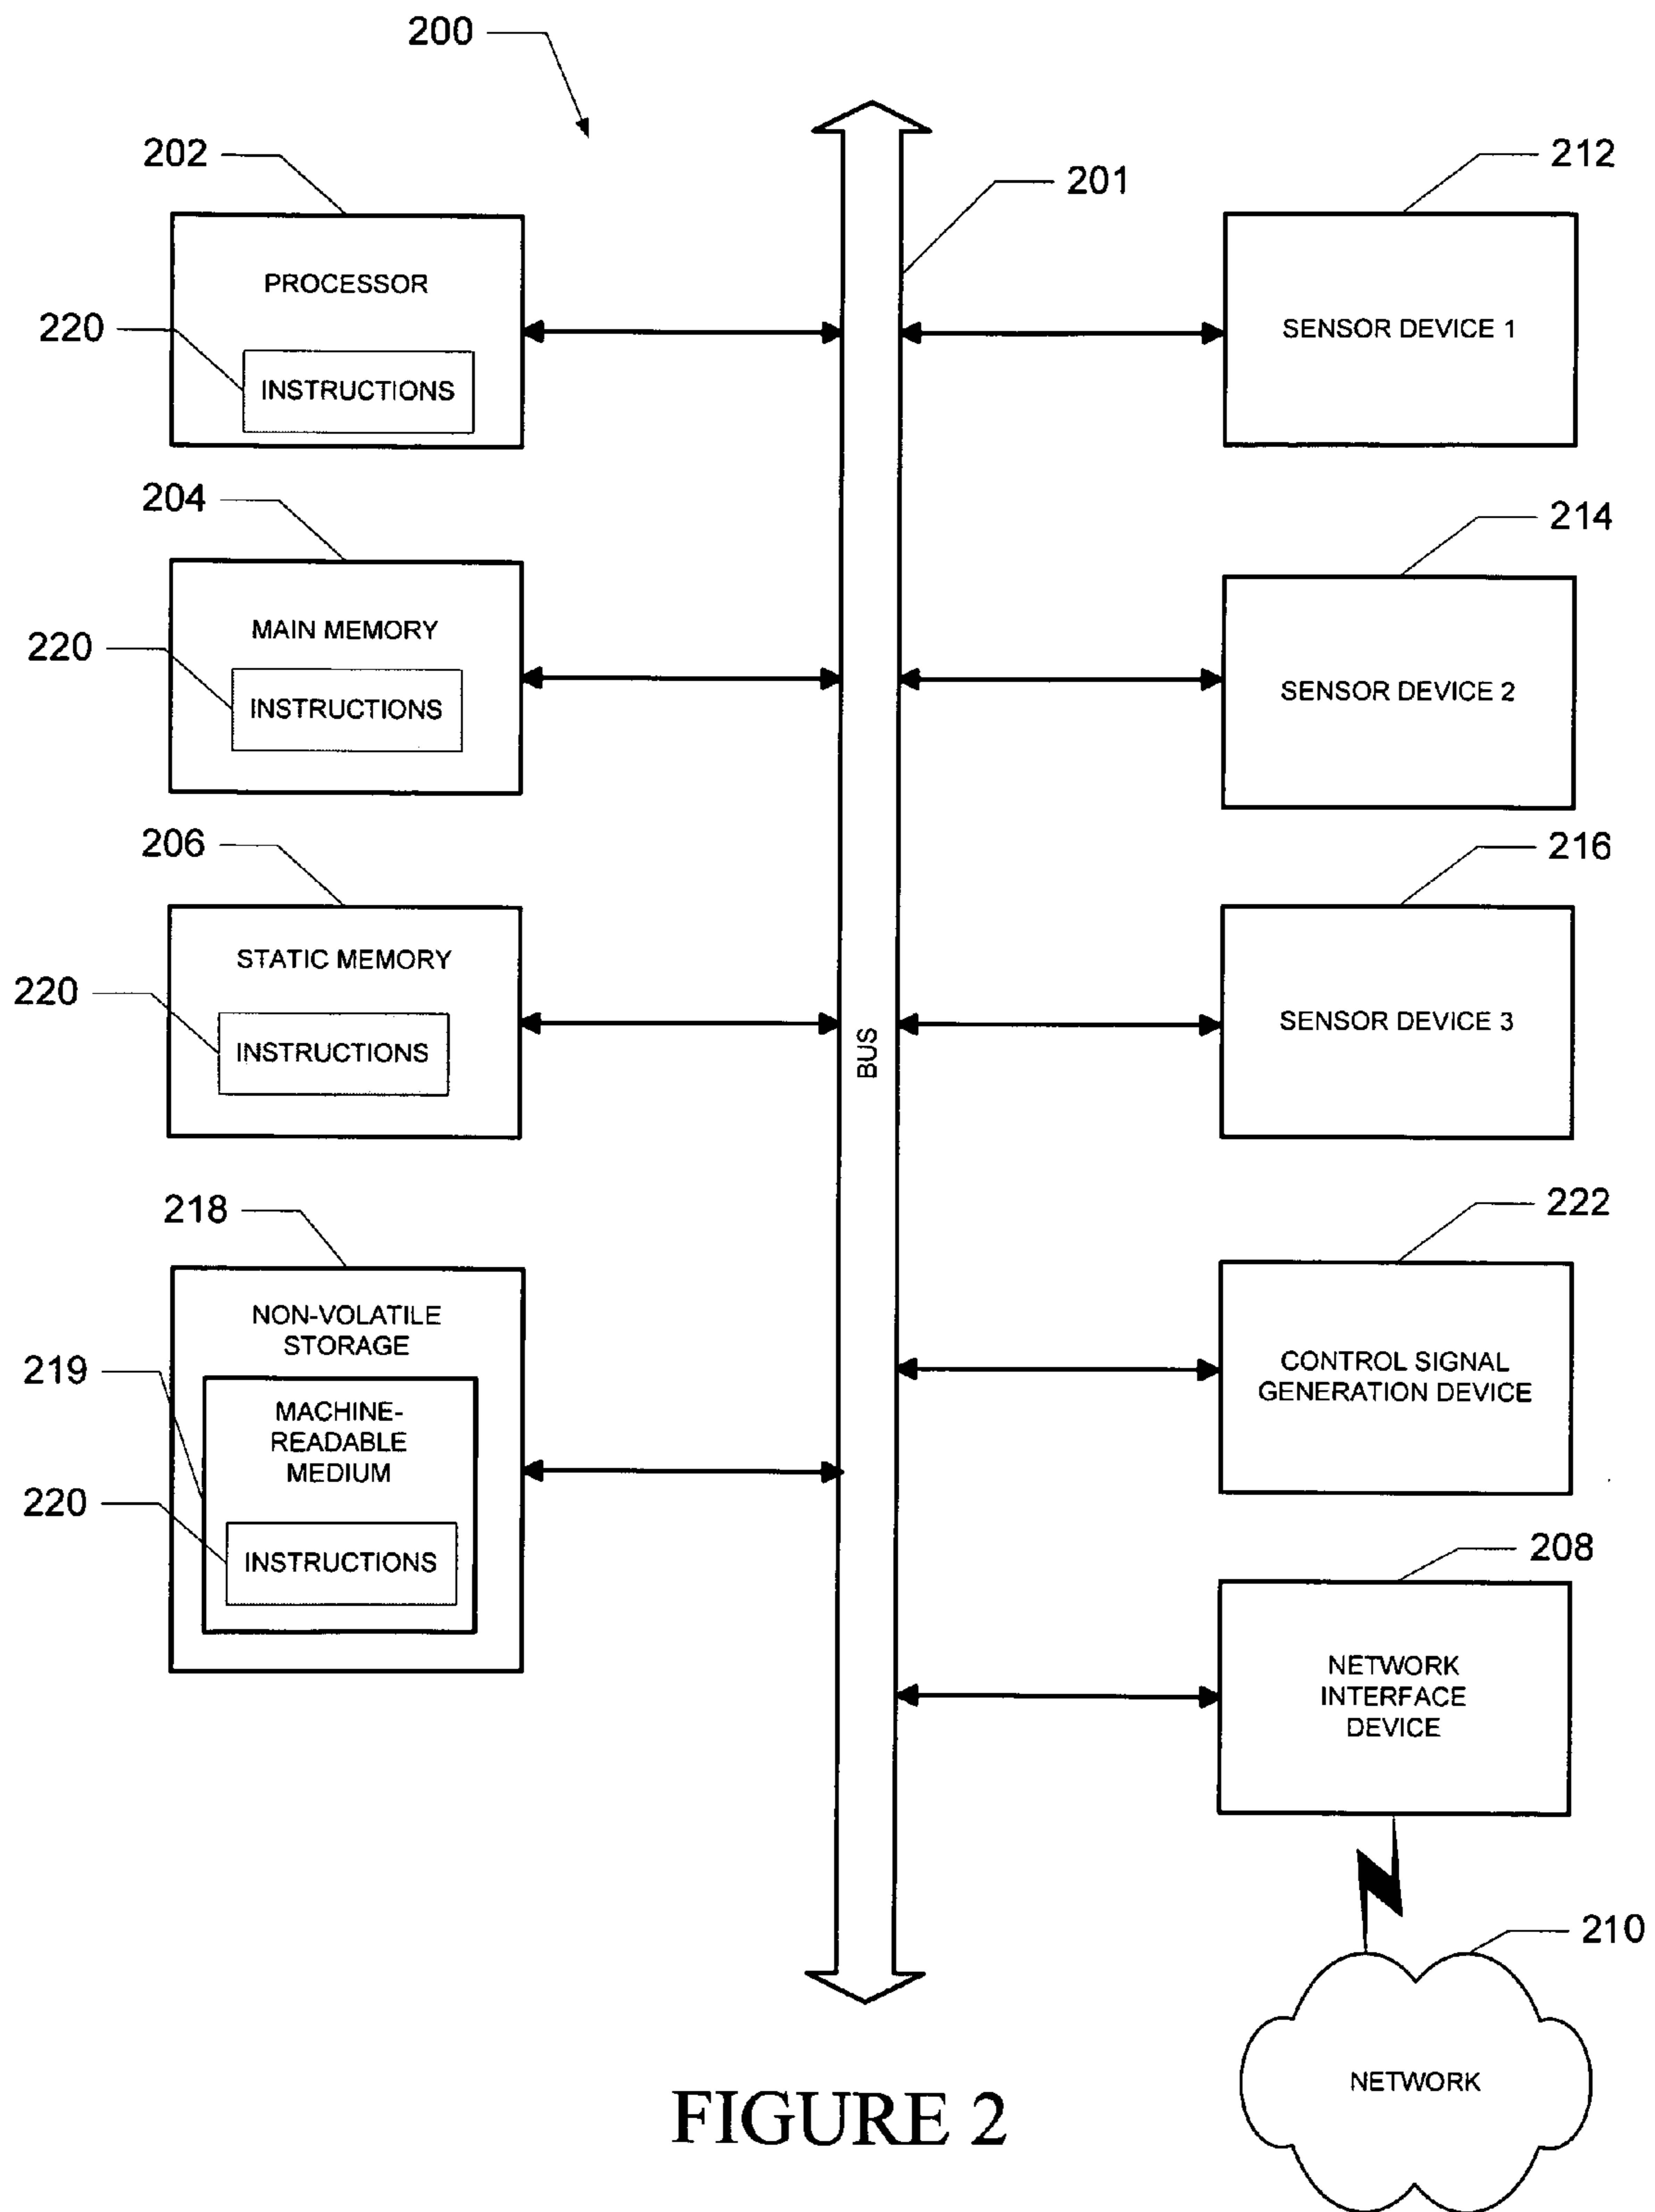 200
202
PROCESSOR
220
INSTRUCTIONS
204
MAIN MEMORY
220
INSTRUCTIONS
206
STATIC MEMORY
220
INSTRUCTIONS
218
NON-VOLATILE
STORAGE
219
MACHINE-
READABLE
MEDIUM
220
INSTRUCTIONS
201
BUS
212
SENSOR DEVICE 1
214
SENSOR DEVICE 2
216
SENSOR DEVICE 3
222
CONTROL SIGNAL
GENERATION DEVICE
208
NETWORK
INTERFACE
DEVICE
210
NETWORK
FIGURE 2